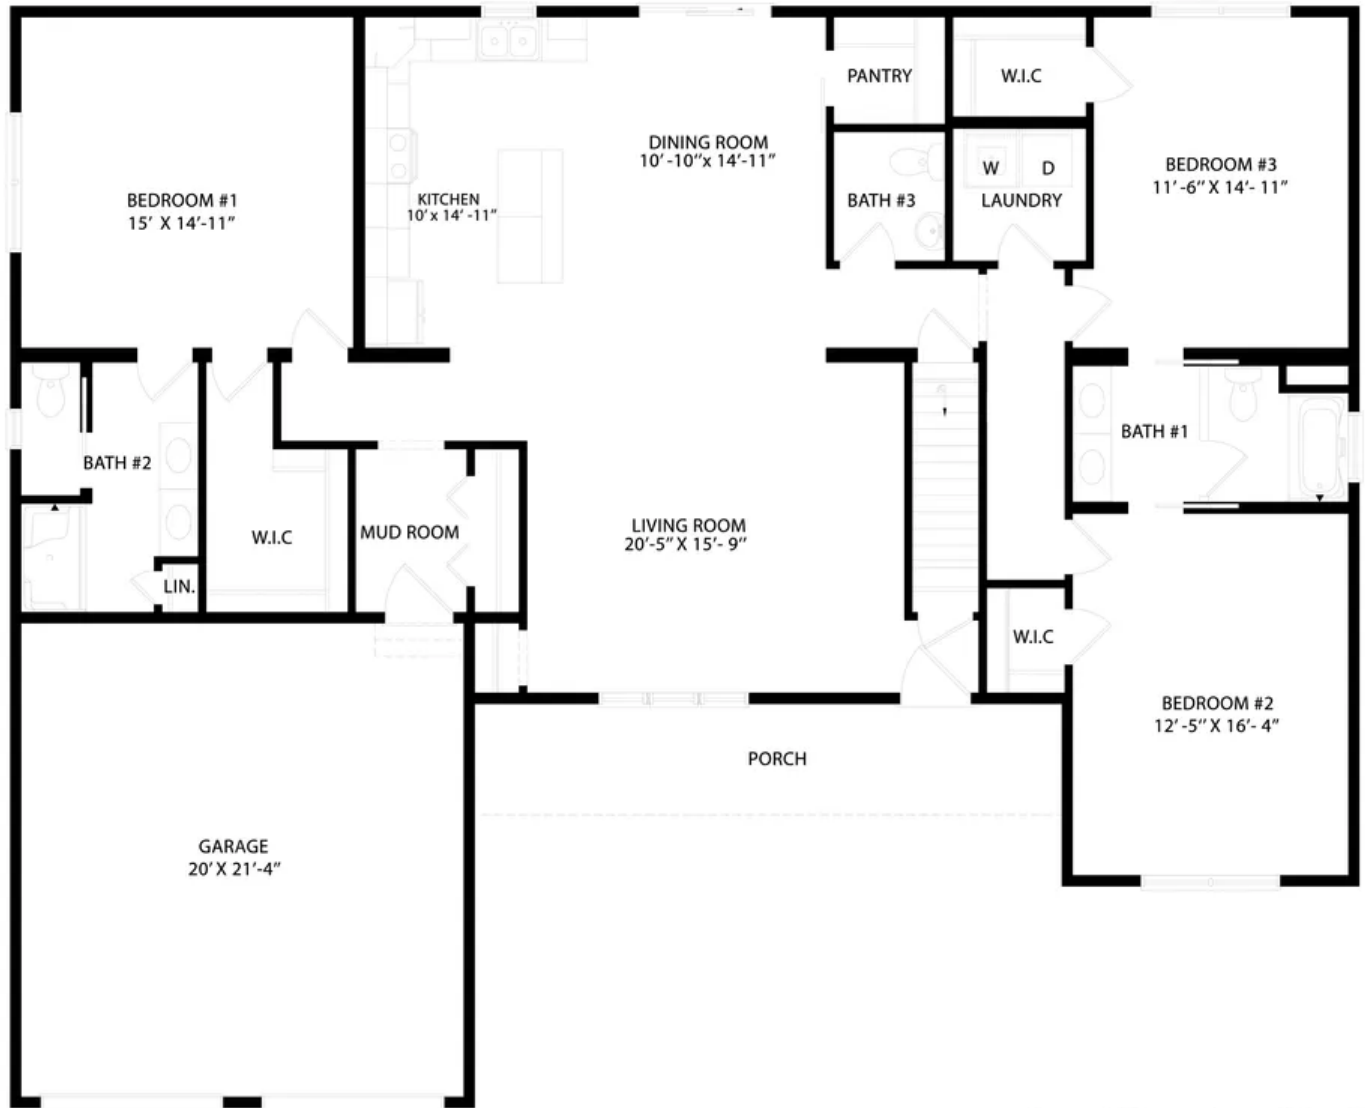 PANTRY
W.I.C
DINING ROOM
10' -10"x 14'-11"
BEDROOM #3
11' -6" X 14'- 11"
W
D
BEDROOM #1
15' X 14'-11"
KITCHEN
10' x 14' -11"
BATH #3
LAUNDRY
BATH #1
BATH #2
LIVING ROOM
20'-5" X 15'- 9"
MUD ROOM
W.I.C
LIN.
W.I.C
BEDROOM #2
12' -5" X 16'- 4"
PORCH
GARAGE
20' X 21'-4"